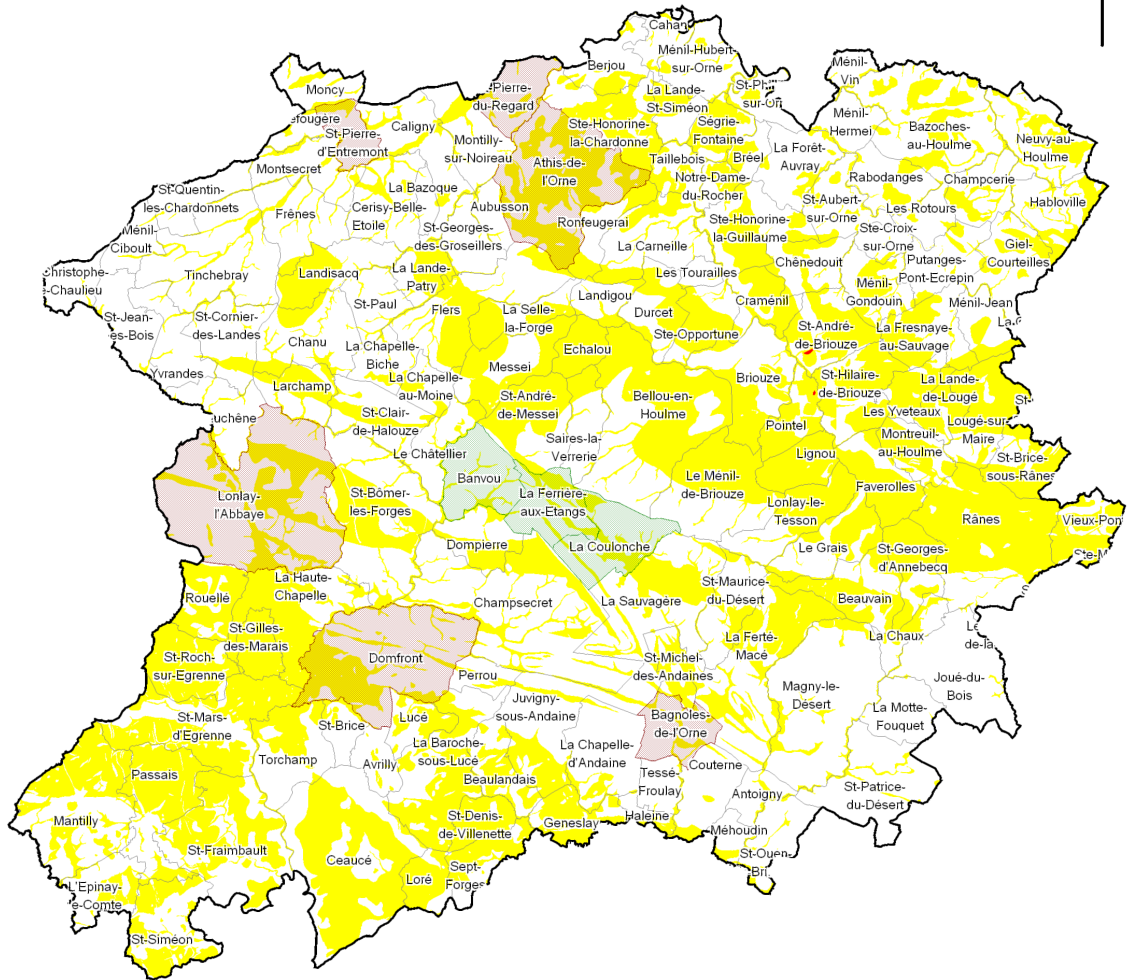 Cahan
Ménil-Hubert-
sur-Orne
Ménil-
Vin
Berjou
Moncy
-Pierre-
du-Regard
La Lande-
St-Siméon
St-Phil
sur-Or
efougère
St-Pierre-
d'Entremont
Caligny
Ste-Honorine-
la-Chardonne
Ségrie-
Fontaine
Ménil-
Hermei
Bazoches-
au-Houlme
Neuvy-au-
Houlme
Montilly-
sur-Noireau
Athis-de-
l'Orne
Taillebois
Bréel
La Forêt-
Auvray
Montsecret
Notre-Dame-
du-Rocher
Rabodanges
Champcerie
St-Quentin-
les-Chardonnets
La Bazoque
Cerisy-Belle-
Etoile
Aubusson
Ronfeugerai
St-Aubert-
sur-Orne
Les Rotours
Habloville
Frênes
St-Georges-
des-Groseillers
Ste-Honorine-
la-Guillaume
Ste-Croix-
sur-Orne
Ménil-
Ciboult
La Carneille
Giel-
Courteilles
Christophe-
e-Chaulieu
Tinchebray
Landisacq
La Lande-
Patry
Les Tourailles
Chênedouit
Putanges-
Pont-Ecrepin
Ménil-
Gondouin
St-Paul
Flers
La Selle-
la-Forge
Landigou
Durcet
Craménil
Ménil-Jean
St-Jean-
es-Bois
St-Cornier-
des-Landes
Chanu
La Chapelle-
Biche
Ste-Opportune
St-André-
de-Briouze
La Fresnaye-
au-Sauvage
Echalou
Messei
Yvrandes
Larchamp
La Chapelle-
au-Moine
St-André-
de-Messei
Bellou-en-
Houlme
Briouze
St-Hilaire-
de-Briouze
La Lande-
de-Lougé
St-
uchêne
St-Clair-
de-Halouze
Les Yveteaux
Lougé-sur-
Maire
Pointel
Montreuil-
au-Houlme
Saires-la-
Verrerie
Le Châtellier
Lignou
St-Brice-
sous-Rânes
Banvou
Le Ménil-
de-Briouze
Faverolles
Lonlay-
l'Abbaye
St-Bômer-
les-Forges
La Ferrière-
aux-Etangs
Lonlay-le-
Tesson
Rânes
Vieux-Pon
Dompierre
La Coulonche
Le Grais
St-Georges-
d'Annebecq
Ste-M
La Haute-
Chapelle
St-Maurice-
du-Désert
Rouellé
Champsecret
La Sauvagère
Beauvain
St-Gilles-
des-Marais
La Ferté-
Macé
La Chaux
de-la
St-Roch-
sur-Egrenne
Domfront
Perrou
St-Michel-
des-Andaines
Magny-le-
Désert
Joué-du-
Bois
St-Mars-
d'Egrenne
St-Brice
Lucé
Juvigny-
sous-Andaine
Bagnoles-
de-l'Orne
La Motte-
Fouquet
Torchamp
Avrilly
La Baroche-
sous-Lucé
La Chapelle-
d'Andaine
Couterne
Passais
Beaulandais
Tessé-
Froulay
Antoigny
St-Patrice-
du-Désert
Mantilly
St-Denis-
de-Villenette
Geneslay
Haleine
Méhoudin
St-Fraimbault
Ceaucé
St-Ouen-
Bri
L'Epinay-
e-Comte
Loré
Sept-
Forges
St-Siméon